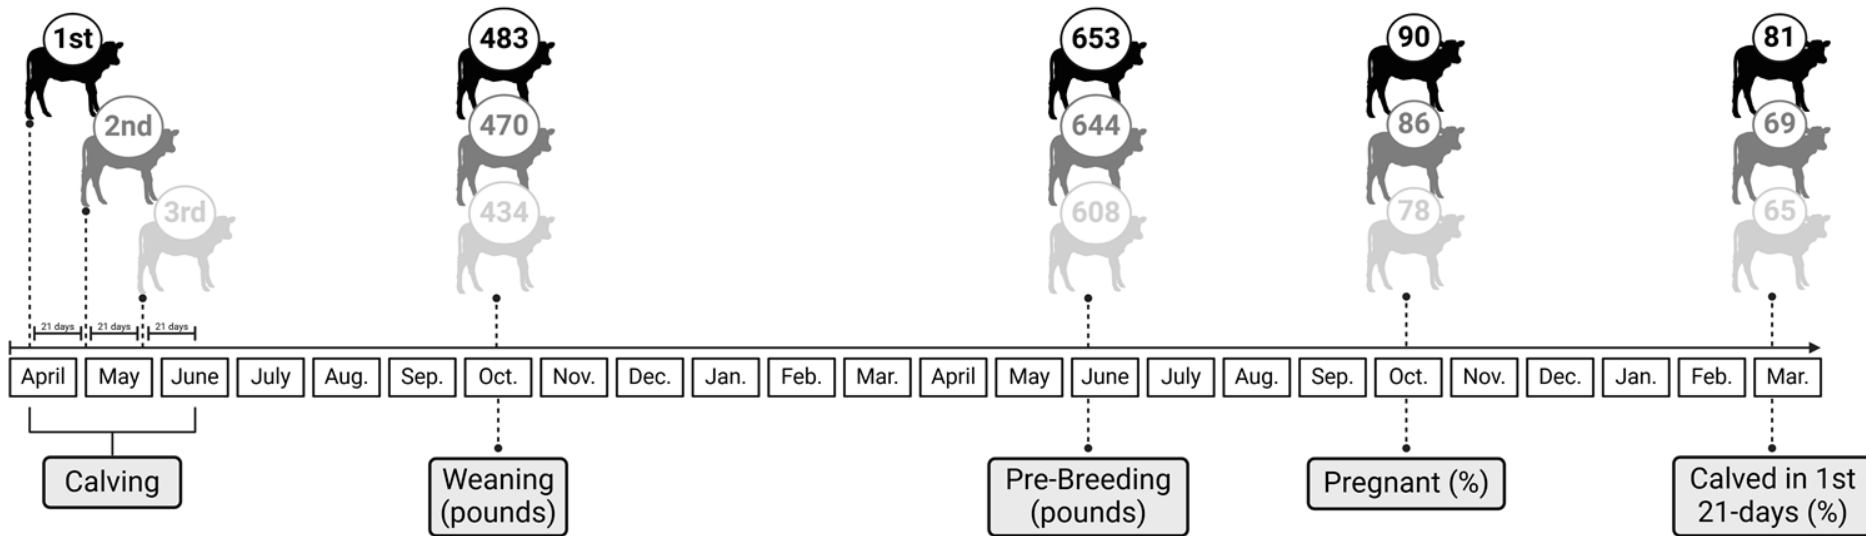 1st
483
653
90
81
2nd
470
644
86
69
3rd
434
608
78
65
21 days
21 days
21 days
April
May
June
July
Aug.
Sep.
Oct.
Nov.
Dec.
Jan.
Feb.
Mar.
April
May
June
July
Aug.
Sep.
Oct.
Nov.
Dec.
Jan.
Feb.
Mar.
Calving
Weaning
(pounds)
Pre-Breeding
(pounds)
Pregnant (%)
Calved in 1st
21-days (%)